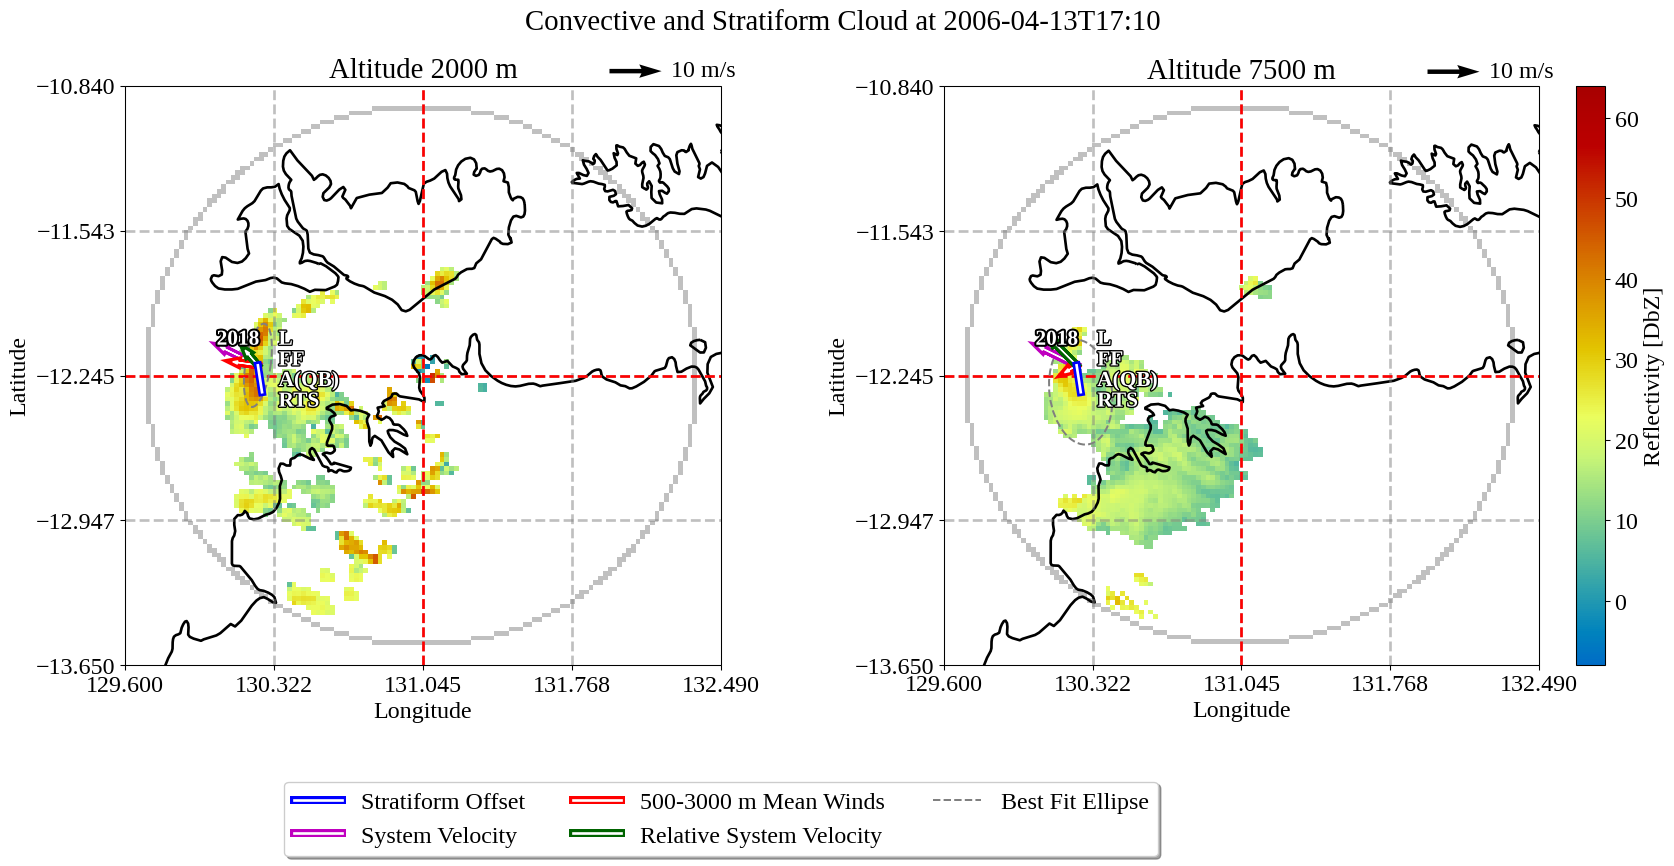 Convective and Stratiform Cloud at 2006-04-13T17:10
Altitude 2000 m
10 m/s
−10.840
−11.543
−12.245
−12.947
−13.650
Latitude
129.600
130.322
131.045
131.768
132.490
Longitude
2018
L
FF
A(QB)
RTS
Altitude 7500 m
10 m/s
−10.840
−11.543
−12.245
−12.947
−13.650
Latitude
129.600
130.322
131.045
131.768
132.490
Longitude
2018
L
FF
A(QB)
RTS
60
50
40
30
20
10
0
Reflectivity [DbZ]
Stratiform Offset
System Velocity
500-3000 m Mean Winds
Relative System Velocity
Best Fit Ellipse